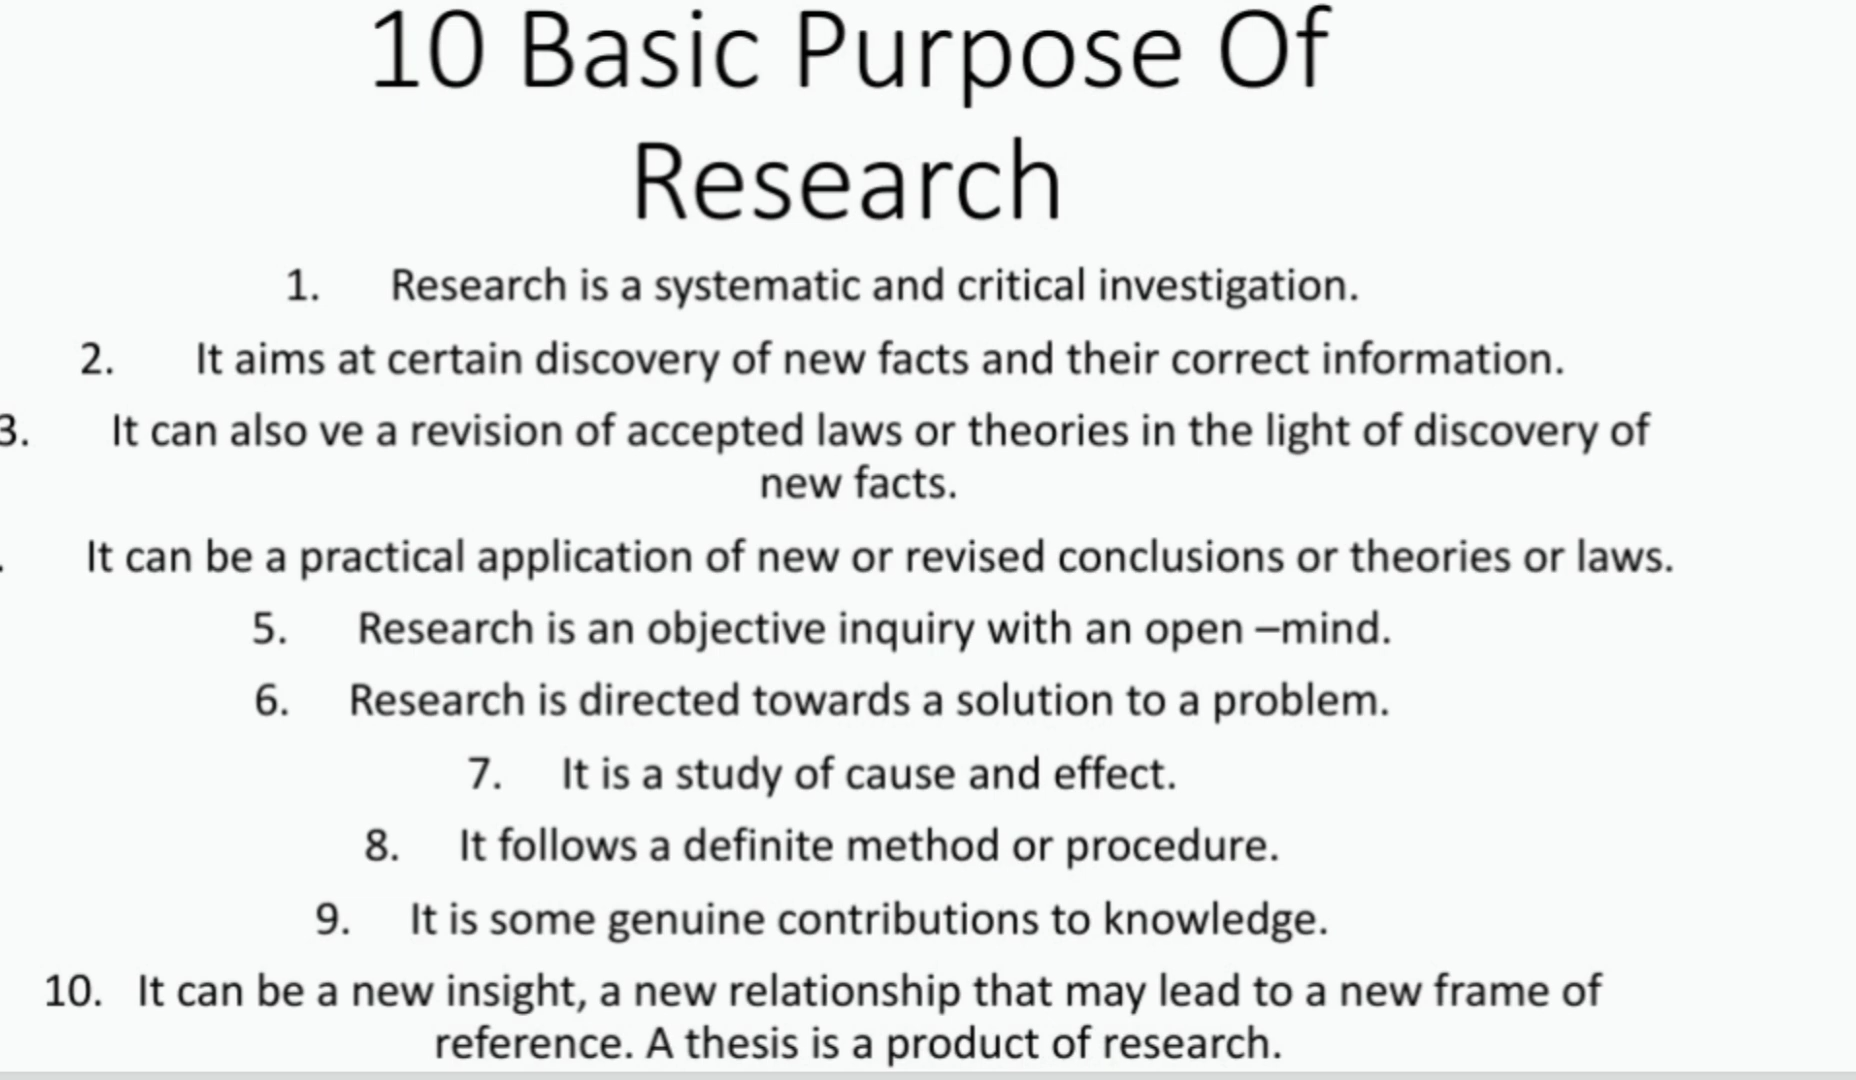 10 Basic Purpose Of
Research
1. Research is a systematic and critical investigation.
2. It aims at certain discovery of new facts and their correct information.
3. It can also ve a revision of accepted laws or theories in the light of discovery of
new facts.
. It can be a practical application of new or revised conclusions or theories or laws.
5. Research is an objective inquiry with an open –mind.
6. Research is directed towards a solution to a problem.
7. It is a study of cause and effect.
8. It follows a definite method or procedure.
9. It is some genuine contributions to knowledge.
10. It can be a new insight, a new relationship that may lead to a new frame of
reference. A thesis is a product of research.